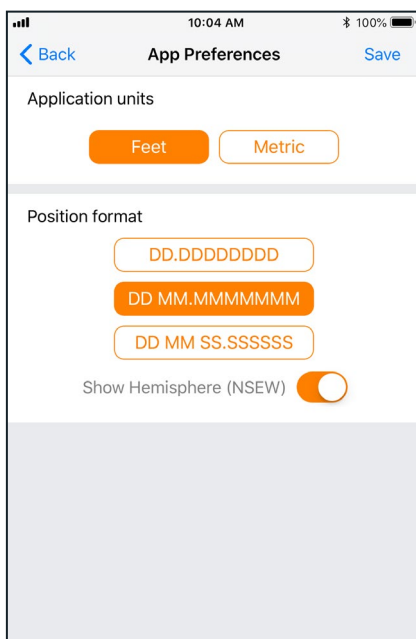 10:04 AM 100%
Back App Preferences Save
Application units
Feet Metric
Position format
DD.DDDDDDDD
DD MM.MMMMMMM
DD MM SS.SSSSSS
Show Hemisphere (NSEW)